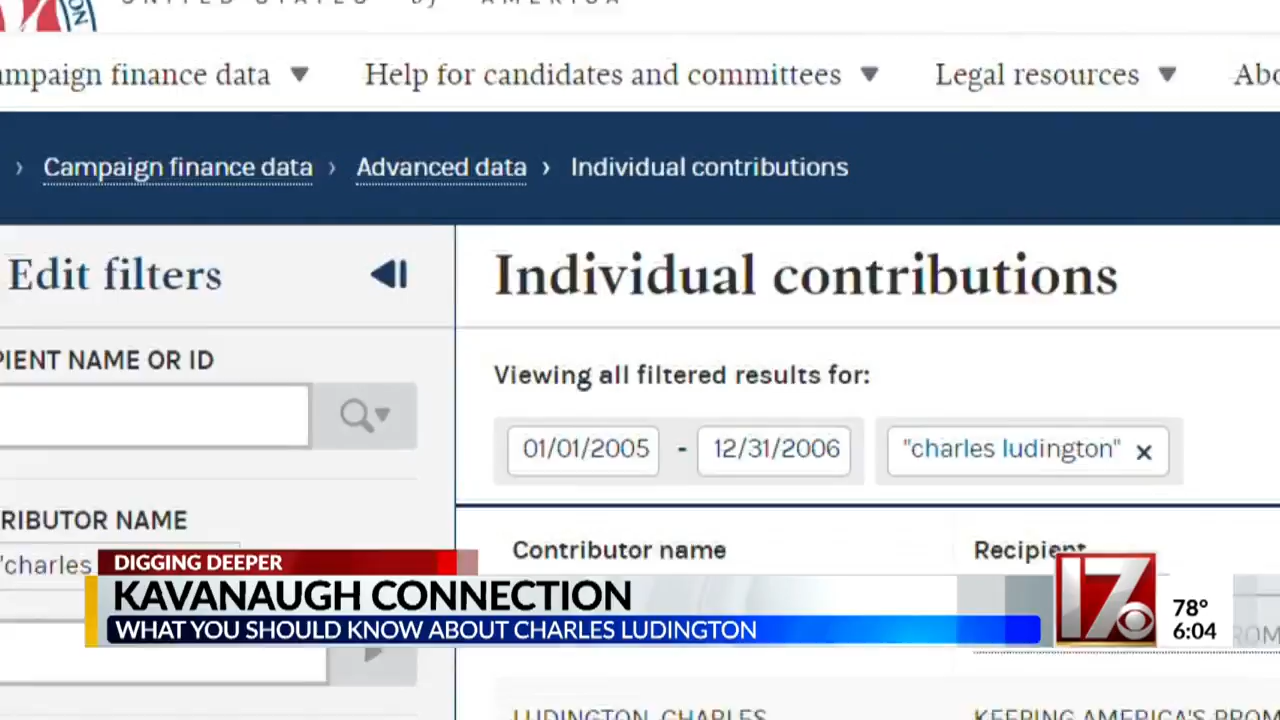 UNITED STATES of AMERICA
ampaign finance data Help for candidates and committees Legal resources Abo
Campaign finance data Advanced data Individual contributions
Edit filters
Individual contributions
PIENT NAME OR ID
Viewing all filtered results for:
01/01/2005 - 12/31/2006 "charles ludington" ×
RIBUTOR NAME
Contributor name Recipient
"charles
DIGGING DEEPER
KAVANAUGH CONNECTION
WHAT YOU SHOULD KNOW ABOUT CHARLES LUDINGTON
17
78°
6:04
LUDINGTON, CHARLES KEEPING AMERICA'S PROM